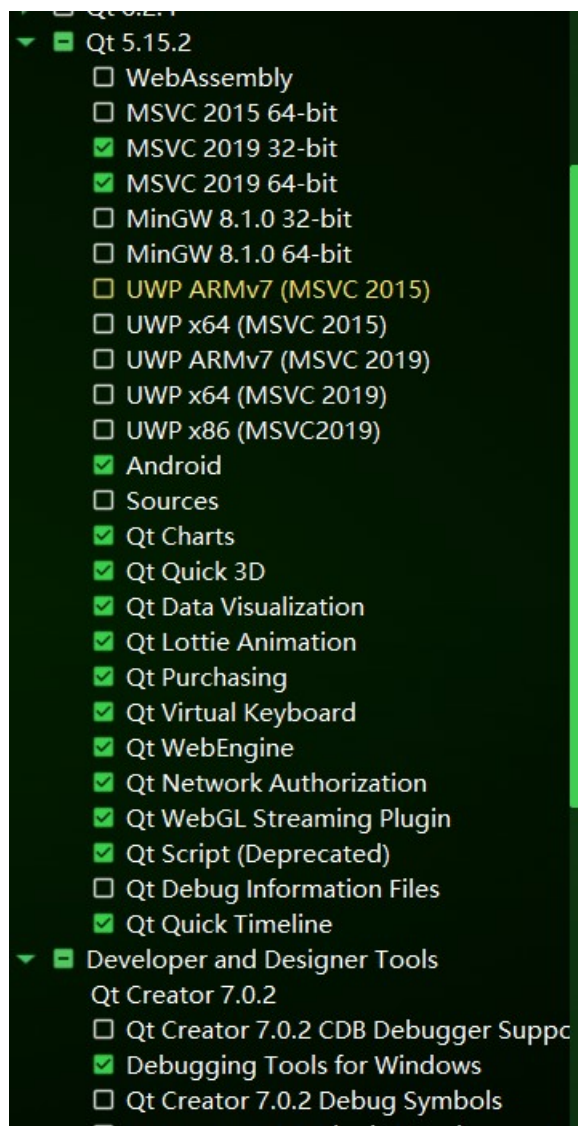 Qt 5.15.2
WebAssembly
MSVC 2015 64-bit
MSVC 2019 32-bit
MSVC 2019 64-bit
MinGW 8.1.0 32-bit
MinGW 8.1.0 64-bit
UWP ARMv7 (MSVC 2015)
UWP x64 (MSVC 2015)
UWP ARMv7 (MSVC 2019)
UWP x64 (MSVC 2019)
UWP x86 (MSVC2019)
Android
Sources
Qt Charts
Qt Quick 3D
Qt Data Visualization
Qt Lottie Animation
Qt Purchasing
Qt Virtual Keyboard
Qt WebEngine
Qt Network Authorization
Qt WebGL Streaming Plugin
Qt Script (Deprecated)
Qt Debug Information Files
Qt Quick Timeline
Developer and Designer Tools
Qt Creator 7.0.2
Qt Creator 7.0.2 CDB Debugger Suppo
Debugging Tools for Windows
Qt Creator 7.0.2 Debug Symbols